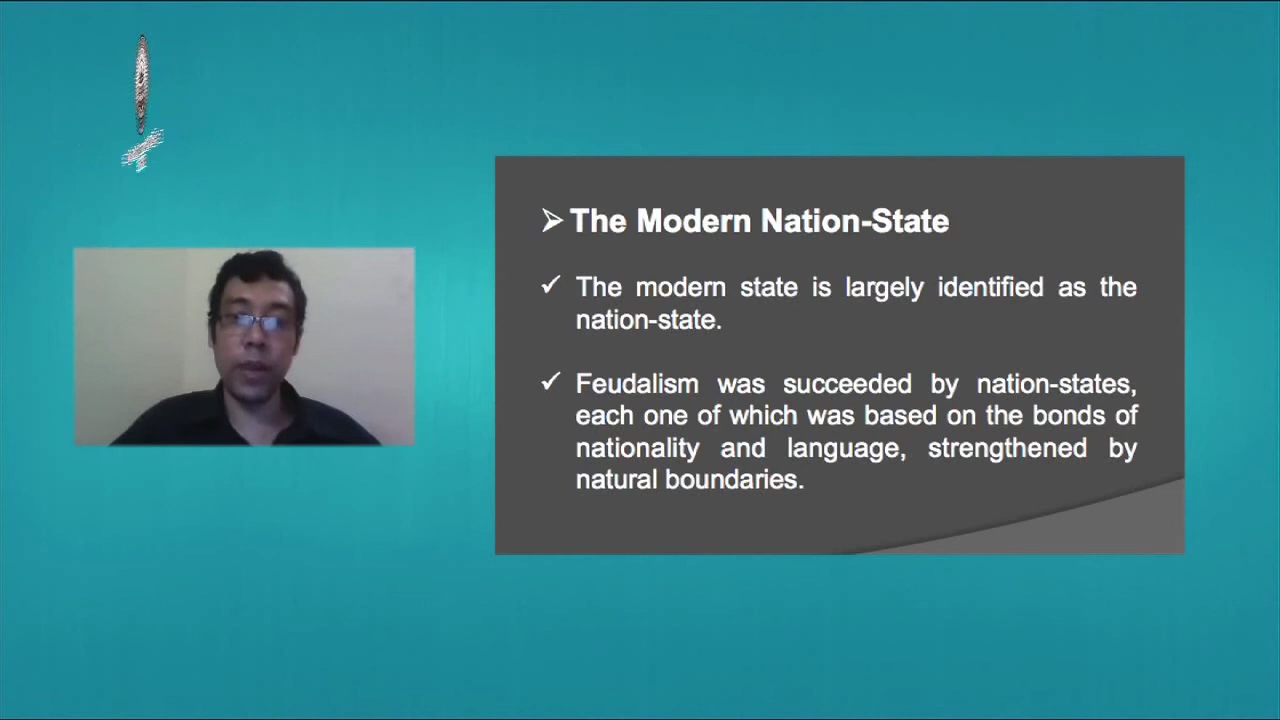 The Modern Nation-State
The modern state is largely identified as the
nation-state.
Feudalism was succeeded by nation-states,
each one of which was based on the bonds of
nationality and language, strengthened by
natural boundaries.